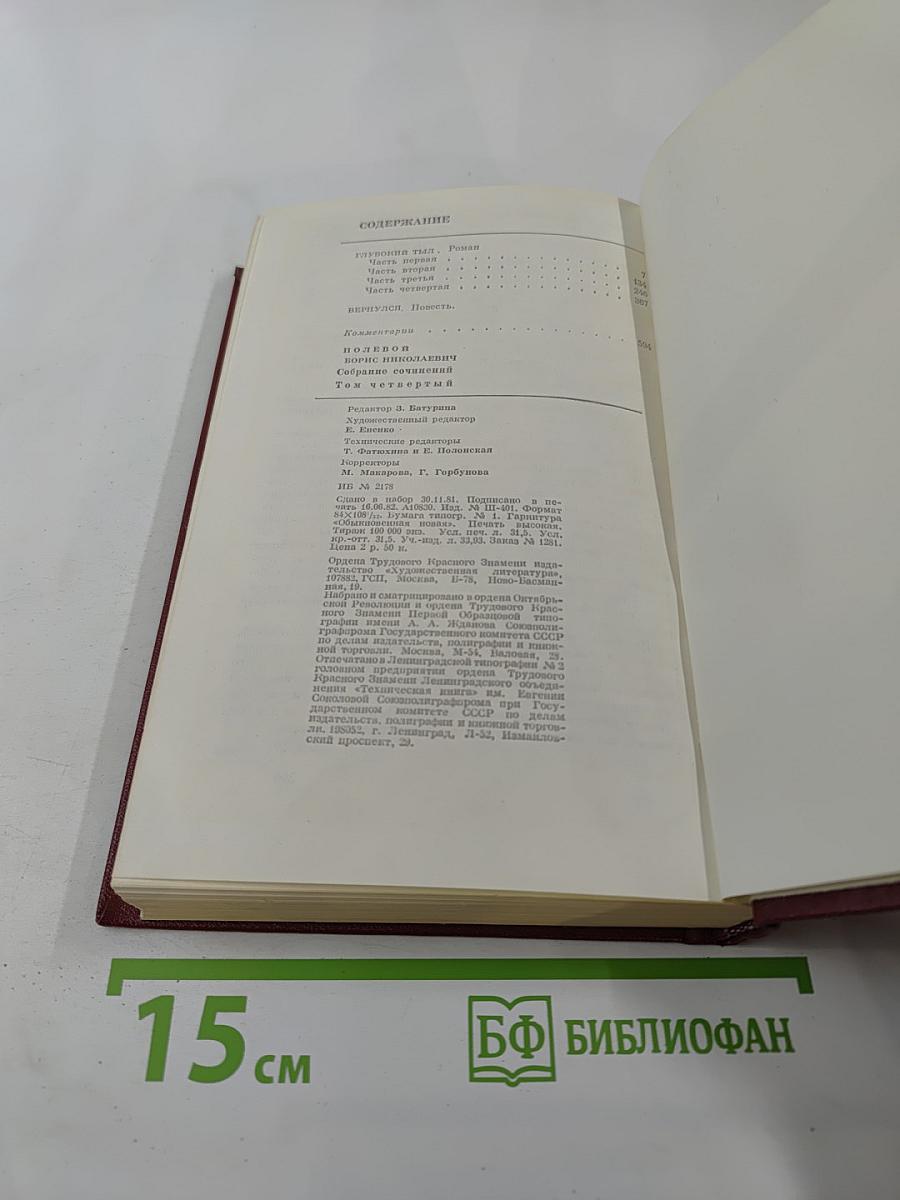 СОДЕРЖАНИЕ
ГЛУБОКИЙ ТЫЛ. Роман
Часть первая . . . . . . . . . . . 7
Часть вторая . . . . . . . . . . . 134
Часть третья . . . . . . . . . . . 246
Часть четвертая . . . . . . . . . . 367
ВЕРНУЛСЯ. Повесть.
Комментарии . . . . . . . . . . . 594
ПОЛЕВОЙ
БОРИС НИКОЛАЕВИЧ
Собрание сочинений
Том четвертый
Редактор З. Батурина
Художественный редактор
Е. Ененко
Технические редакторы
Т. Фатюхина и Е. Полонская
Корректоры
М. Макарова, Г. Горбунова
ИБ № 2178
Сдано в набор 30.11.81. Подписано в пе-
чать 16.06.82. А10830. Изд. № III-401. Формат
84×108¹/₃₂. Бумага типогр. № 1. Гарнитура
«Обыкновенная новая». Печать высокая.
Тираж 100 000 экз. Усл. печ. л. 31,5. Усл.
кр.-отт. 31,5. Уч.-изд. л. 33,93. Заказ № 1281.
Цена 2 р. 50 к.
Ордена Трудового Красного Знамени изда-
тельство «Художественная литература»,
107882, ГСП, Москва, Б-78, Ново-Басман-
ная, 19.
Набрано и сматрицировано в ордена Октябрь-
ской Революции и ордена Трудового Крас-
ного Знамени Первой Образцовой типо-
графии имени А. А. Жданова Союзполи-
графпрома Государственного комитета СССР
по делам издательств, полиграфии и книж-
ной торговли. Москва, М-54, Валовая, 28.
Отпечатано в Ленинградской типографии № 2
головном предприятии ордена Трудового
Красного Знамени Ленинградского объеди-
нения «Техническая книга» им. Евгении
Соколовой Союзполиграфпрома при Госу-
дарственном комитете СССР по делам
издательств, полиграфии и книжной торгов-
ли. 198052, г. Ленинград, Л-52, Измайлов-
ский проспект, 29.
15 см
БФ БИБЛИОФАН